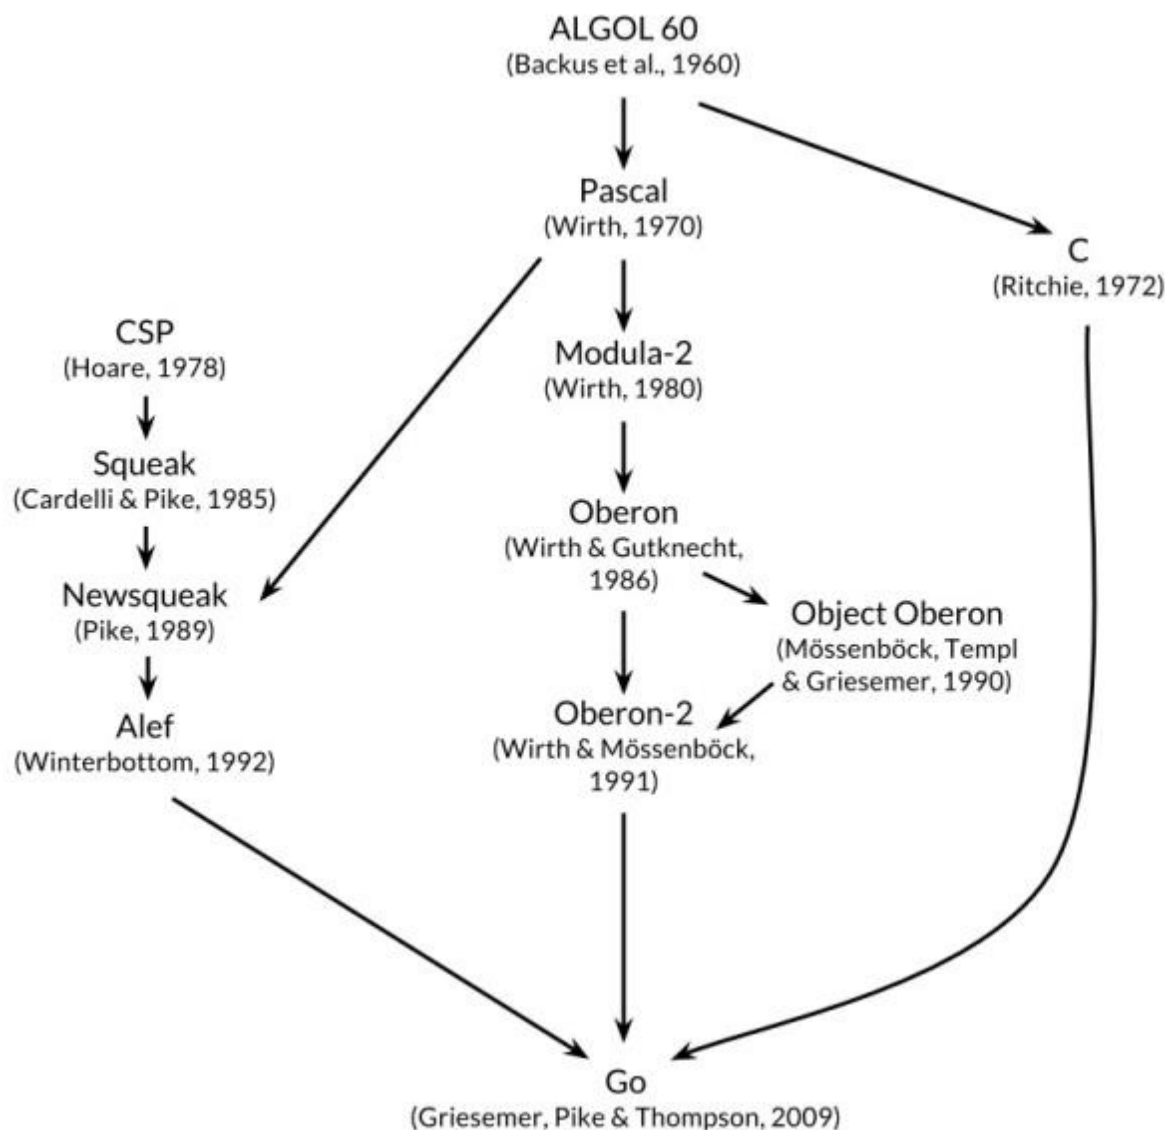 ALGOL 60
(Backus et al., 1960)
Pascal
(Wirth, 1970)
C
(Ritchie, 1972)
CSP
(Hoare, 1978)
Modula-2
(Wirth, 1980)
Squeak
(Cardelli & Pike, 1985)
Oberon
(Wirth & Gutknecht,
1986)
Newsqueak
(Pike, 1989)
Object Oberon
(Mössenböck, Templ
& Griesemer, 1990)
Oberon-2
(Wirth & Mössenböck,
1991)
Alef
(Winterbottom, 1992)
Go
(Griesemer, Pike & Thompson, 2009)